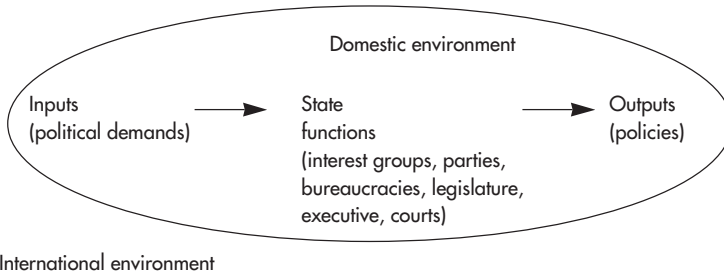 Domestic environment
Inputs
(political demands)
State
functions
(interest groups, parties,
bureaucracies, legislature,
executive, courts)
Outputs
(policies)
International environment